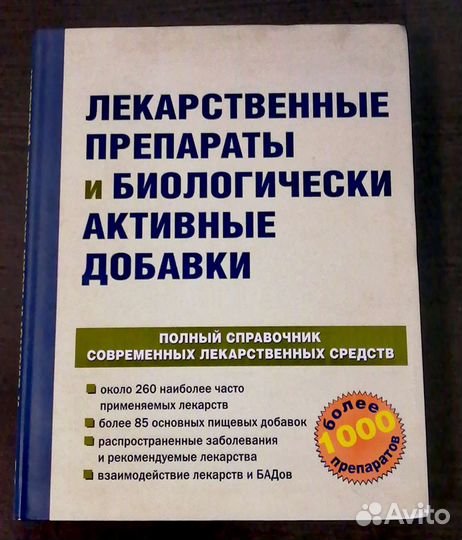 ЛЕКАРСТВЕННЫЕ
ПРЕПАРАТЫ
и БИОЛОГИЧЕСКИ
АКТИВНЫЕ
ДОБАВКИ
ПОЛНЫЙ СПРАВОЧНИК
СОВРЕМЕННЫХ ЛЕКАРСТВЕННЫХ СРЕДСТВ
около 260 наиболее часто
применяемых лекарств
более 85 основных пищевых добавок
распространенные заболевания
и рекомендуемые лекарства
взаимодействие лекарств и БАДов
более
1000
препаратов
Avito